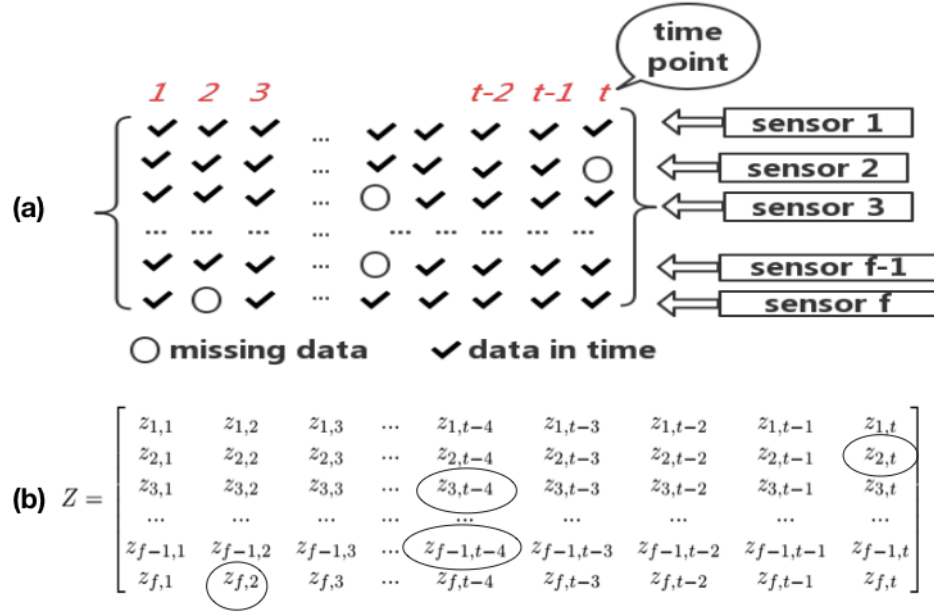 time
point
1 2 3 t-2 t-1 t
... sensor 1
... sensor 2
(a) ... sensor 3
... ... ... ... ... ... ... ... ...
... sensor f-1
... sensor f
missing data data in time
(b) Z =
z1,1 z1,2 z1,3 ... z1,t−4 z1,t−3 z1,t−2 z1,t−1 z1,t
z2,1 z2,2 z2,3 ... z2,t−4 z2,t−3 z2,t−2 z2,t−1 z2,t
z3,1 z3,2 z3,3 ... z3,t−4 z3,t−3 z3,t−2 z3,t−1 z3,t
... ... ... ... ... ... ... ... ...
zf−1,1 zf−1,2 zf−1,3 ... zf−1,t−4 zf−1,t−3 zf−1,t−2 zf−1,t−1 zf−1,t
zf,1 zf,2 zf,3 ... zf,t−4 zf,t−3 zf,t−2 zf,t−1 zf,t